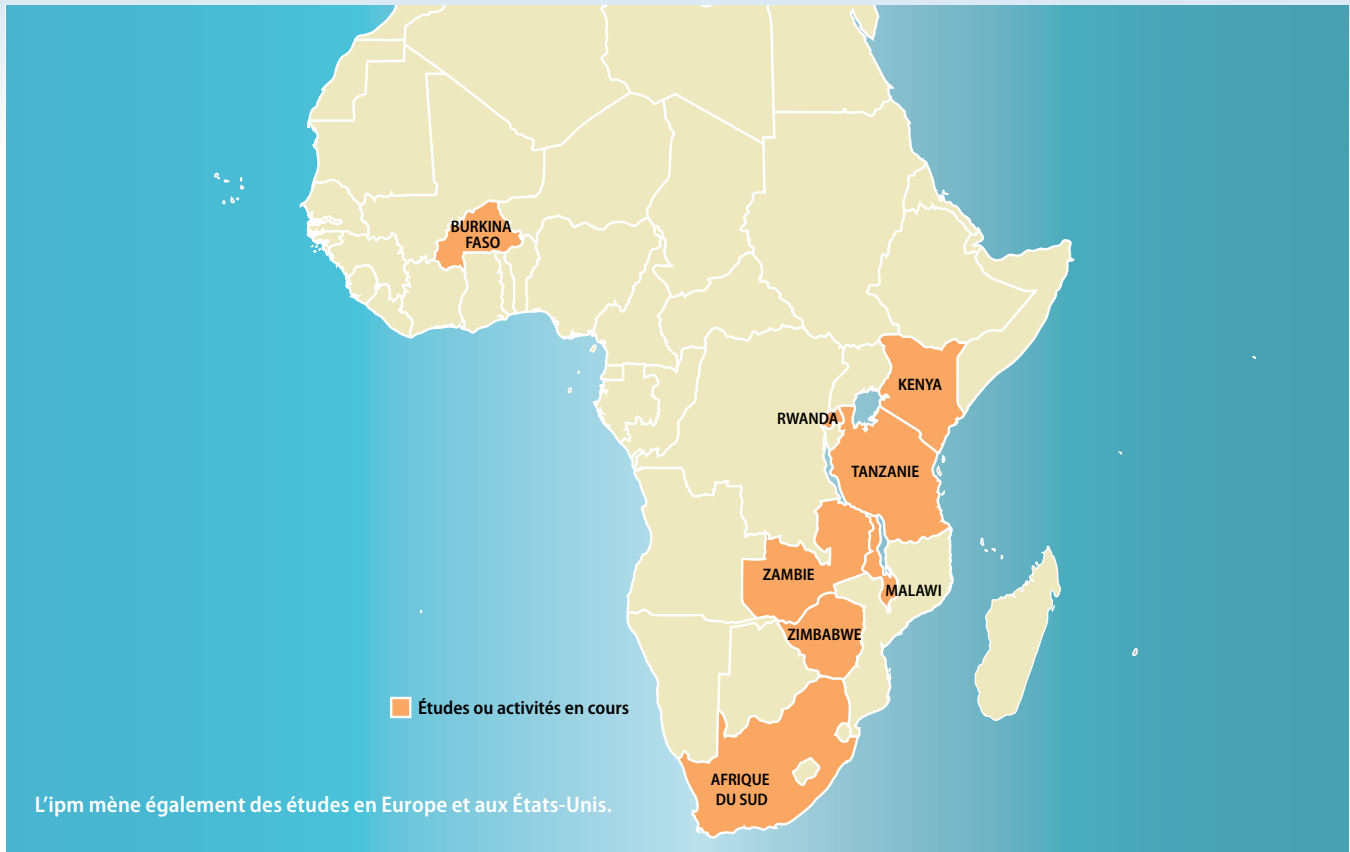 BURKINA
FASO
KENYA
RWANDA
TANZANIE
ZAMBIE
MALAWI
ZIMBABWE
Études ou activités en cours
AFRIQUE
DU SUD
L’ipm mène également des études en Europe et aux États-Unis.